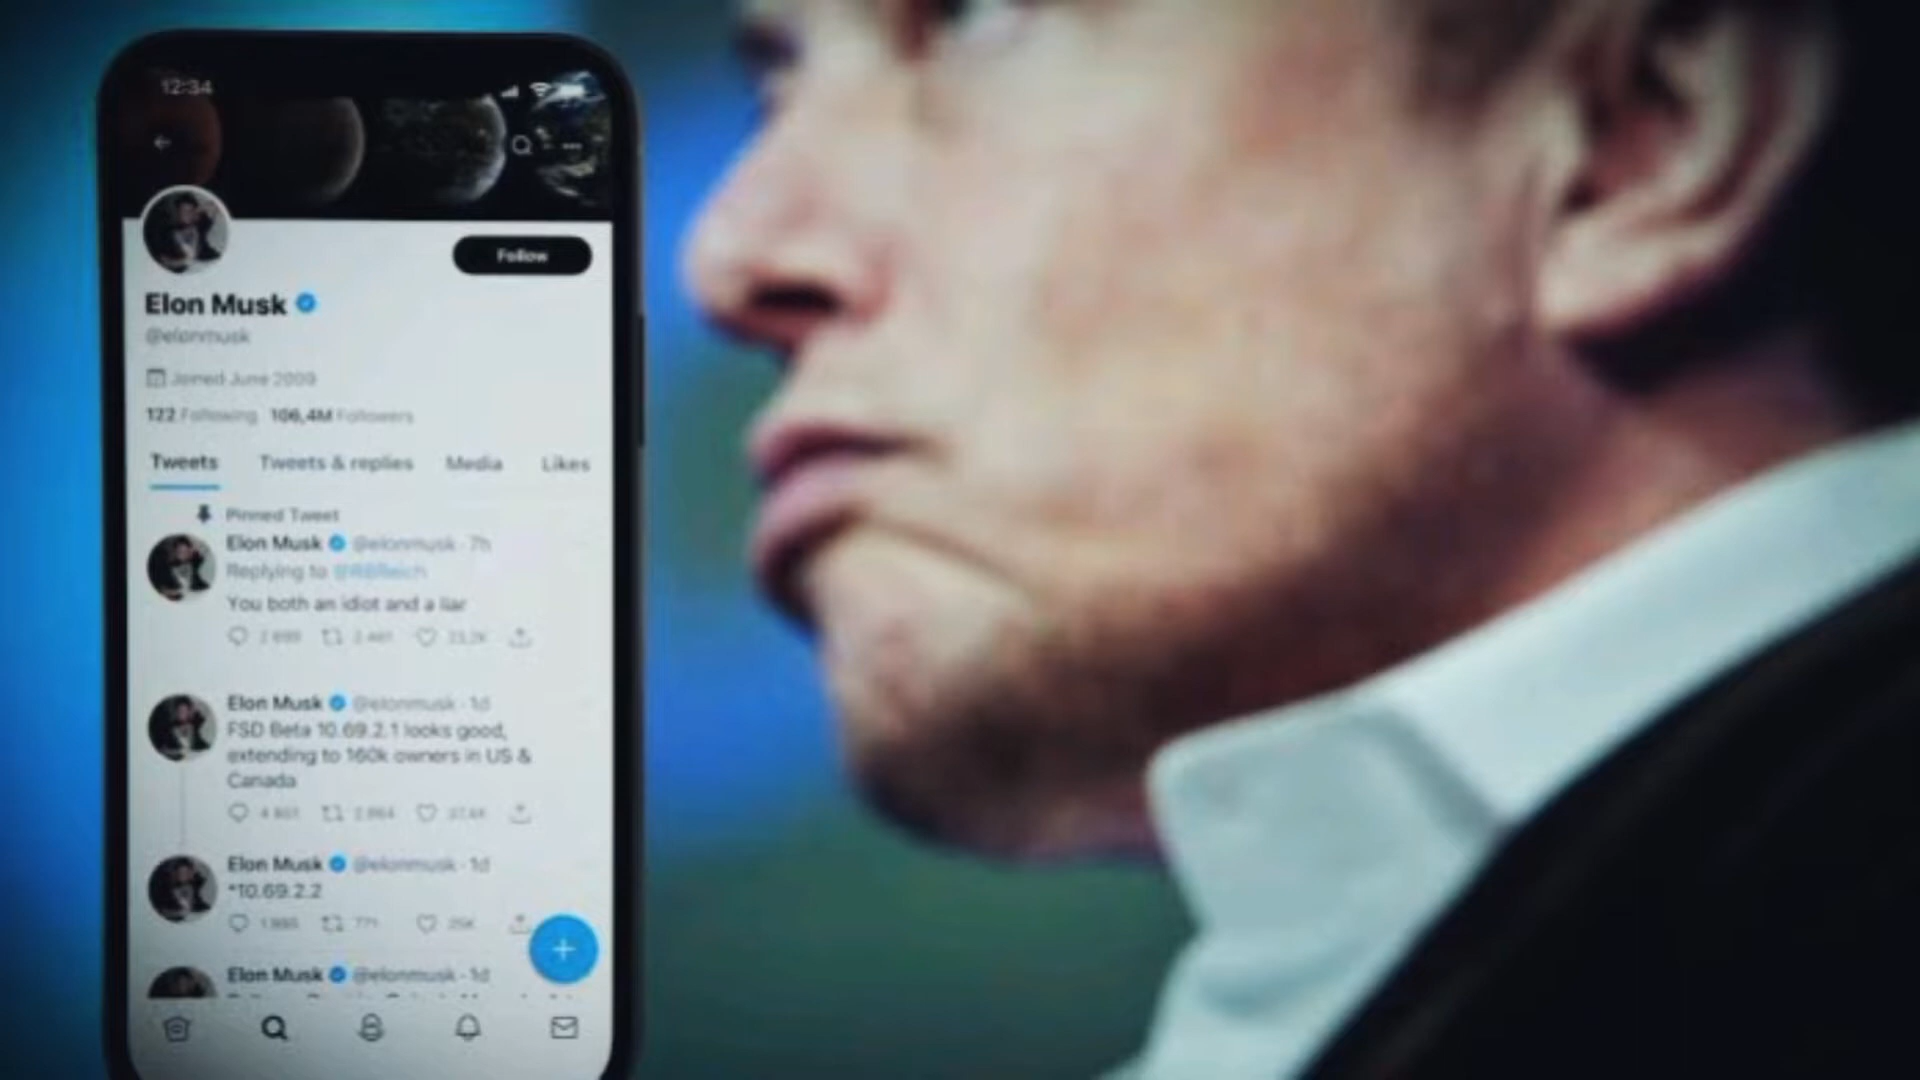 12:34
Follow
Elon Musk
@elonmusk
Joined June 2009
122 Following 106,4M Followers
Tweets Tweets & replies Media Likes
Pinned Tweet
Elon Musk @elonmusk · 7h
Replying to @RBReich
You both an idiot and a liar
Elon Musk @elonmusk · 1d
FSD Beta 10.69.2.1 looks good,
extending to 160k owners in US &
Canada
Elon Musk @elonmusk · 1d
*10.69.2.2
Elon Musk @elonmusk · 1d